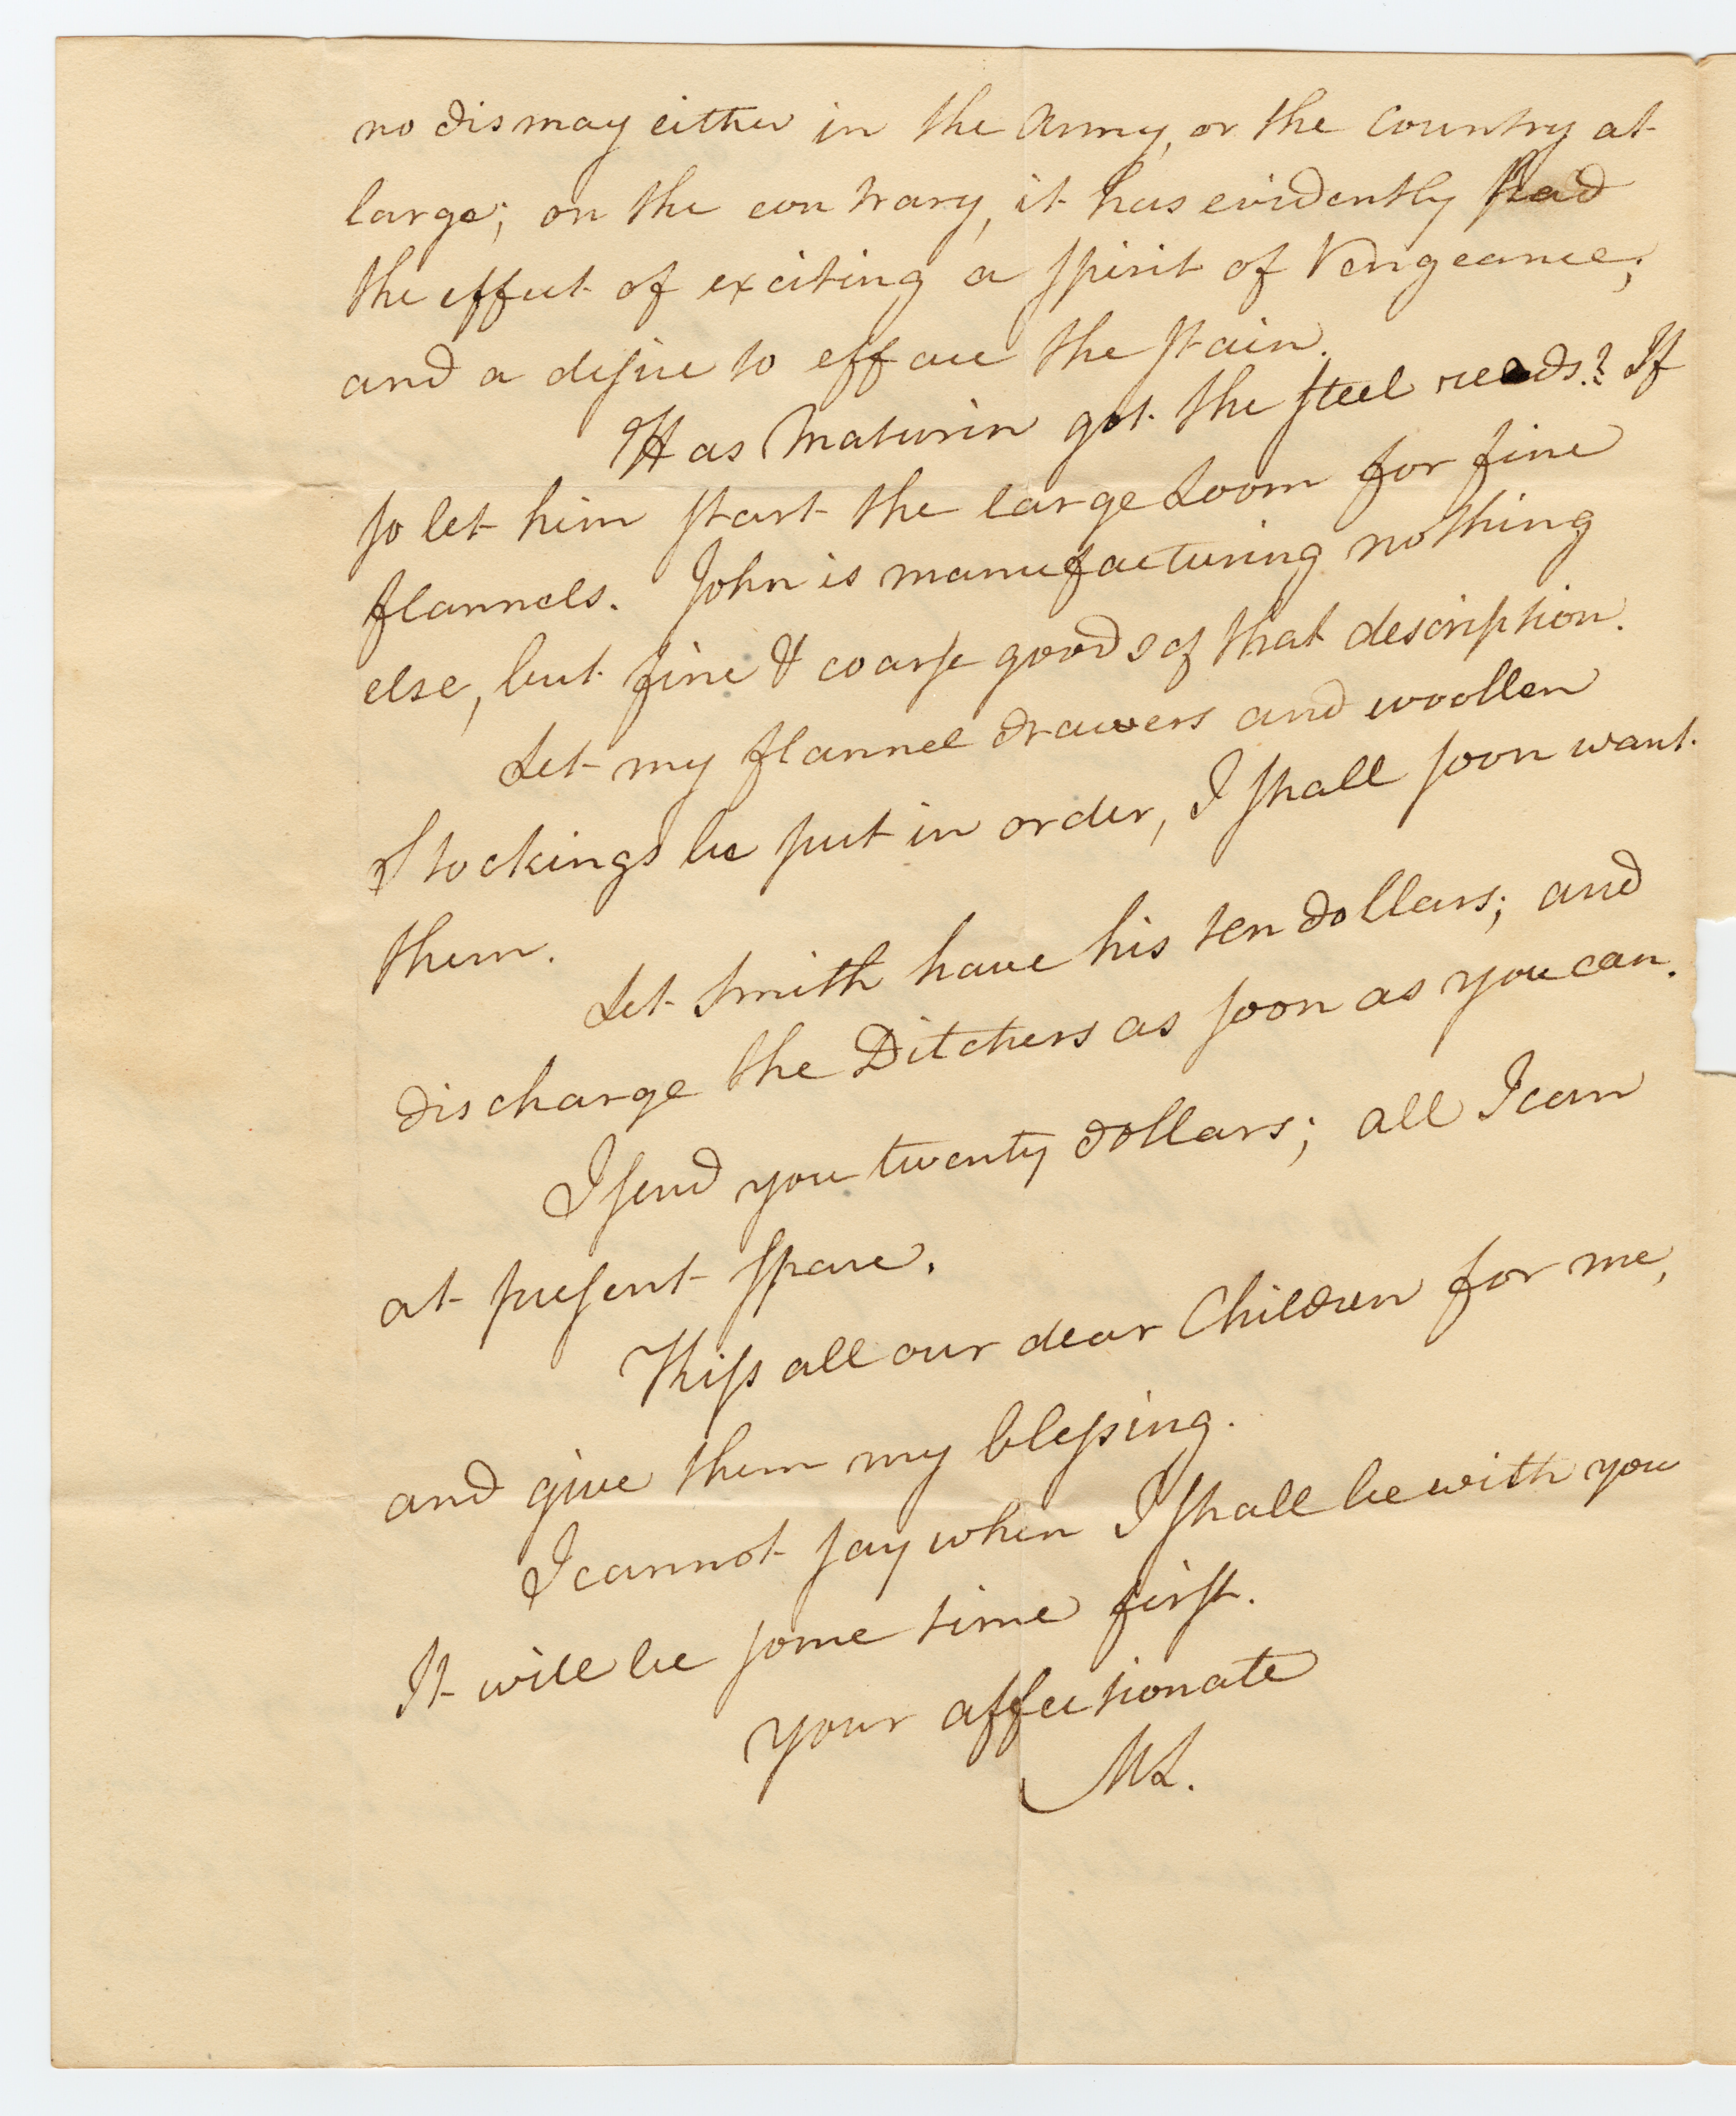 no dismay either in the Army, or the Country at
large; on the contrary, it has evidently had
the effect of exciting a spirit of Vengeance;
and a desire to efface the stain.
Has Maturin got the steel reeds? If
so let him start the large Loom for fine
flannels. John is manufacturing nothing
else, but fine & coarse goods of that description.
Let my flannel drawers and woollen
Stockings be put in order, I shall soon want
them.
Let Smith have his ten dollars; and
discharge the Ditchers as soon as you can.
I send you twenty dollars; all I can
at present spare.
Kiss all our dear Children for me,
and give them my blessing.
I cannot say when I shall be with you
It will be some time first.
your affectionate
ML.